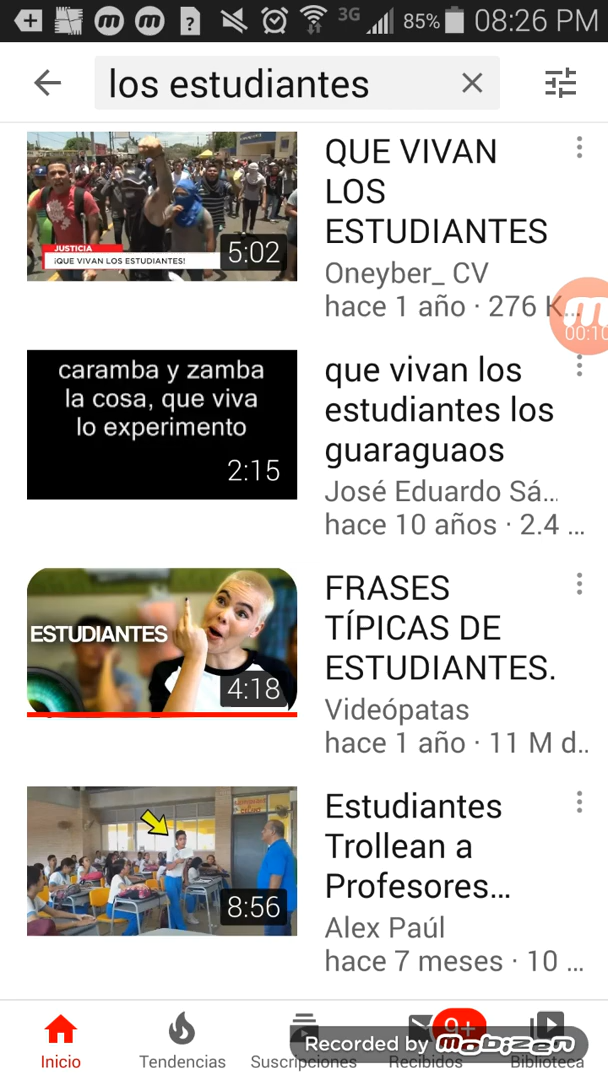 3G 85% 08:26 PM
los estudiantes
JUSTICIA
¡QUE VIVAN LOS ESTUDIANTES!
5:02
QUE VIVAN
LOS
ESTUDIANTES
Oneyber_ CV
hace 1 año · 276 K...
00:10
caramba y zamba
la cosa, que viva
lo experimento
2:15
que vivan los
estudiantes los
guaraguaos
José Eduardo Sá...
hace 10 años · 2.4 ...
ESTUDIANTES
4:18
FRASES
TÍPICAS DE
ESTUDIANTES.
Videópatas
hace 1 año · 11 M d..
8:56
Estudiantes
Trollean a
Profesores...
Alex Paúl
hace 7 meses · 10 ...
9+
Recorded by mobizen
Inicio Tendencias Suscripciones Recibidos Biblioteca